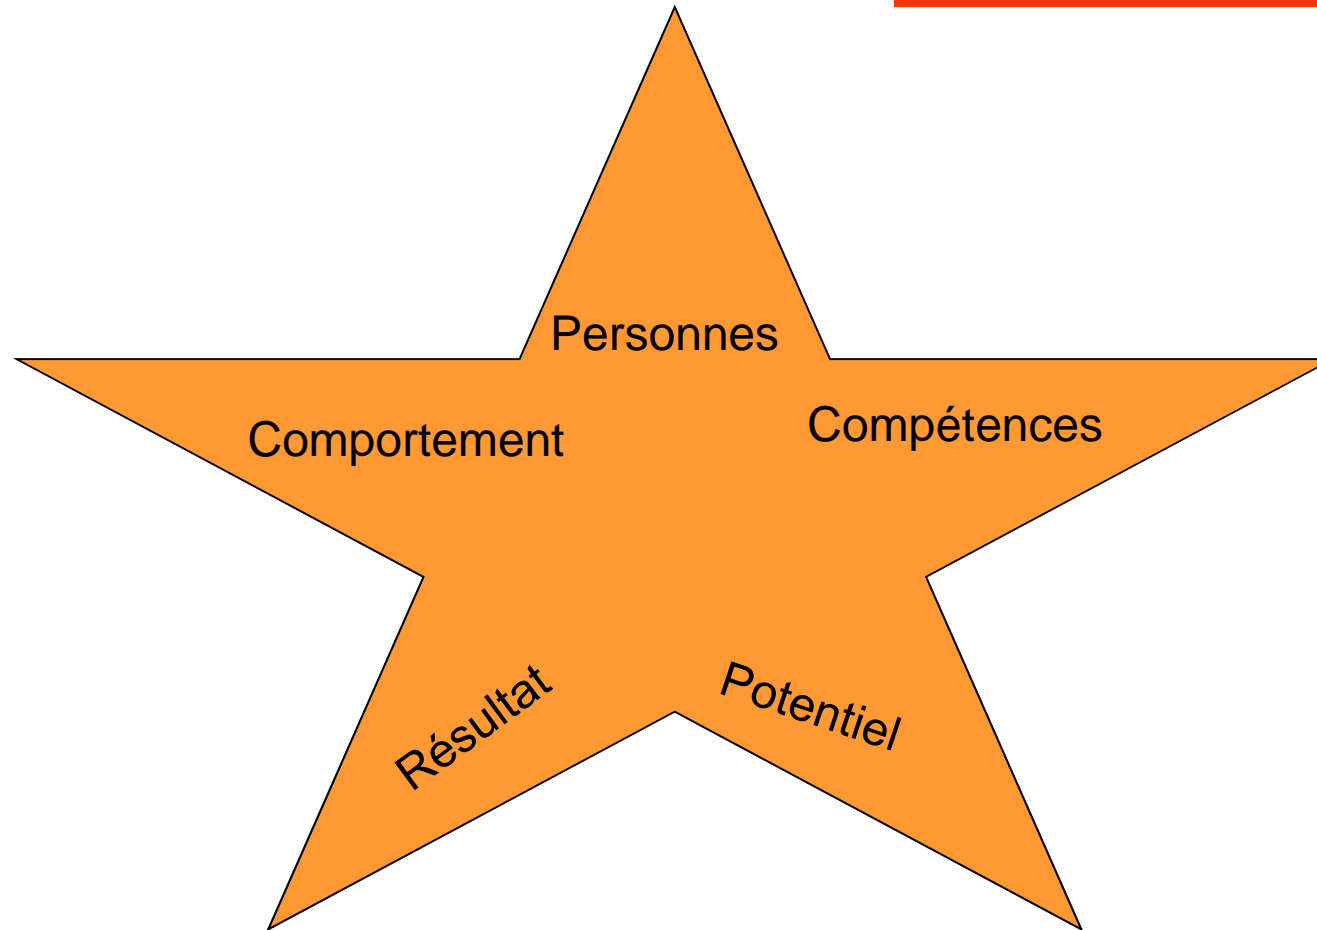 Personnes
Comportement
Compétences
Résultat
Potentiel